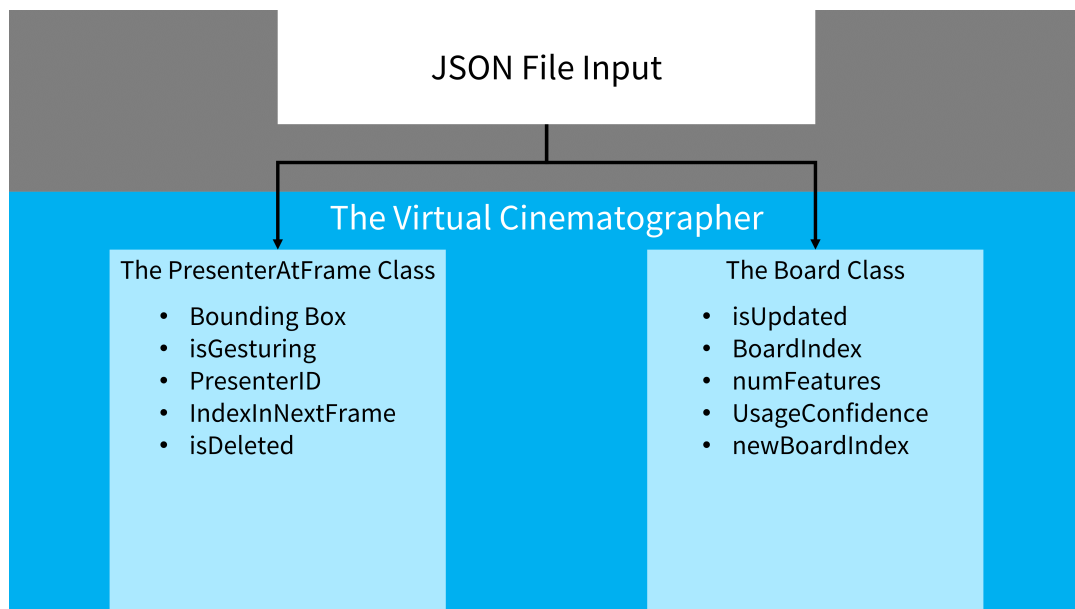 JSON File Input
The Virtual Cinematographer
The PresenterAtFrame Class
• Bounding Box
• isGesturing
• PresenterID
• IndexInNextFrame
• isDeleted
The Board Class
• isUpdated
• BoardIndex
• numFeatures
• UsageConfidence
• newBoardIndex